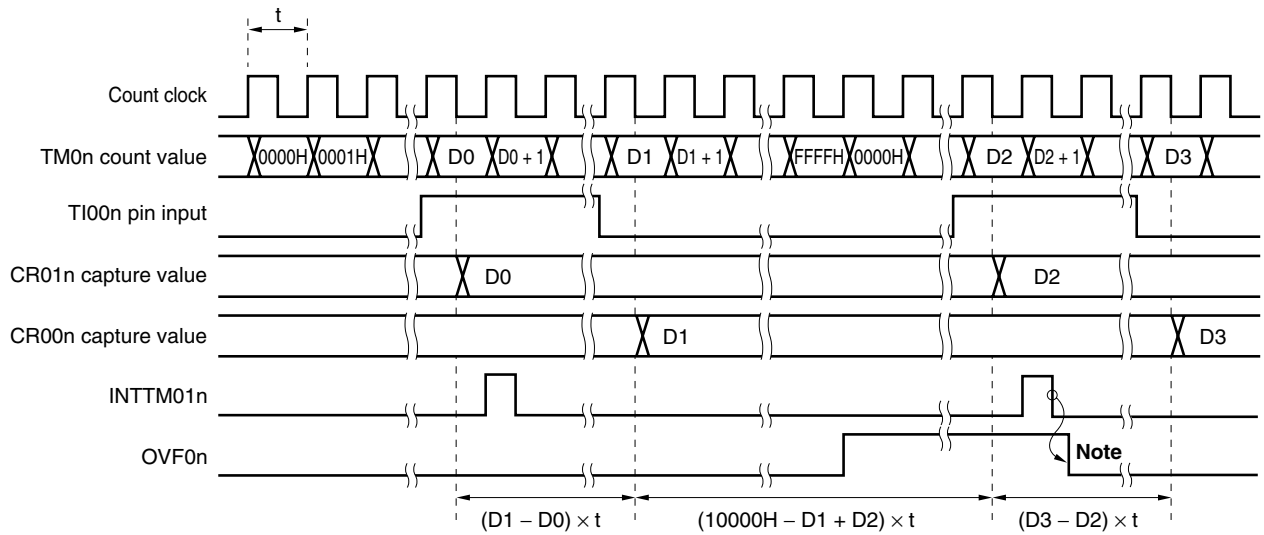 t
Count clock
TM0n count value 0000H 0001H D0 D0 + 1 D1 D1 + 1 FFFFH 0000H D2 D2 + 1 D3
TI00n pin input
CR01n capture value D0 D2
CR00n capture value D1 D3
INTTM01n
OVF0n Note
(D1 − D0) × t (10000H − D1 + D2) × t (D3 − D2) × t